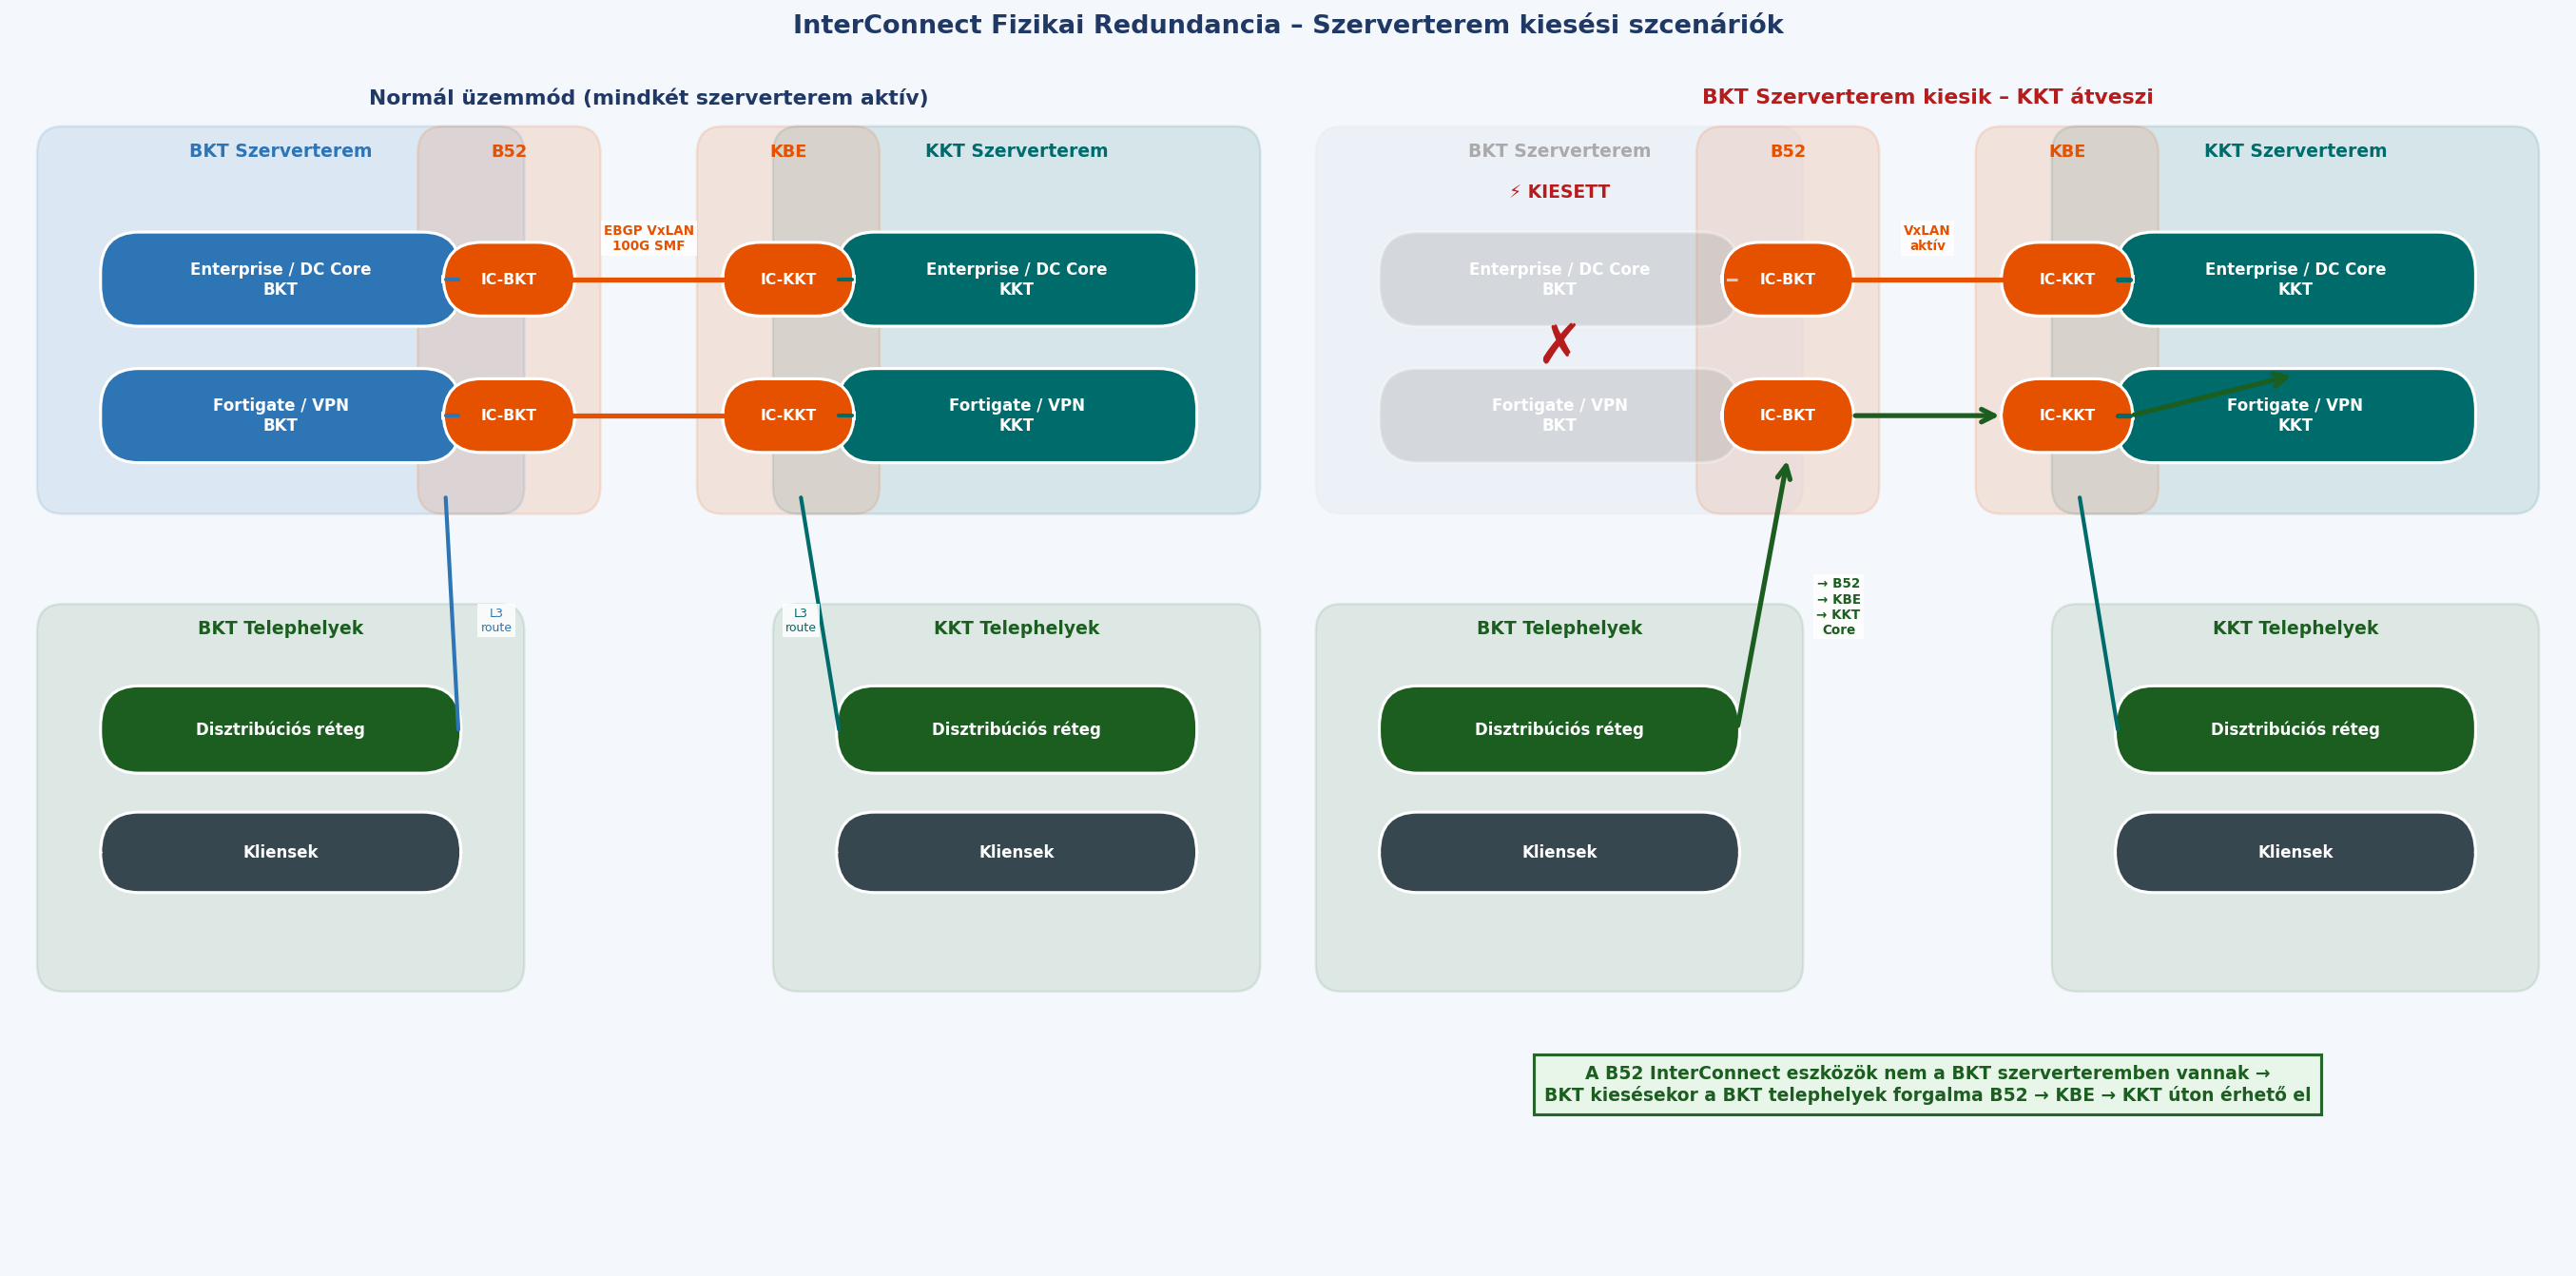 InterConnect Fizikai Redundancia – Szerverterem kiesési szcenáriók
Normál üzemmód (mindkét szerverterem aktív)
BKT Szerverterem
B52
KBE
KKT Szerverterem
EBGP VxLAN
100G SMF
Enterprise / DC Core
BKT
IC-BKT
IC-KKT
Enterprise / DC Core
KKT
Fortigate / VPN
BKT
IC-BKT
IC-KKT
Fortigate / VPN
KKT
L3
route
L3
route
BKT Telephelyek
KKT Telephelyek
Disztribúciós réteg
Disztribúciós réteg
Kliensek
Kliensek
BKT Szerverterem kiesik – KKT átveszi
BKT Szerverterem
B52
KBE
KKT Szerverterem
⚡ KIESETT
VxLAN
aktív
Enterprise / DC Core
BKT
IC-BKT
IC-KKT
Enterprise / DC Core
KKT
✗
Fortigate / VPN
BKT
IC-BKT
IC-KKT
Fortigate / VPN
KKT
→ B52
→ KBE
→ KKT
Core
BKT Telephelyek
KKT Telephelyek
Disztribúciós réteg
Disztribúciós réteg
Kliensek
Kliensek
A B52 InterConnect eszközök nem a BKT szerverteremben vannak →
BKT kiesésekor a BKT telephelyek forgalma B52 → KBE → KKT úton érhető el